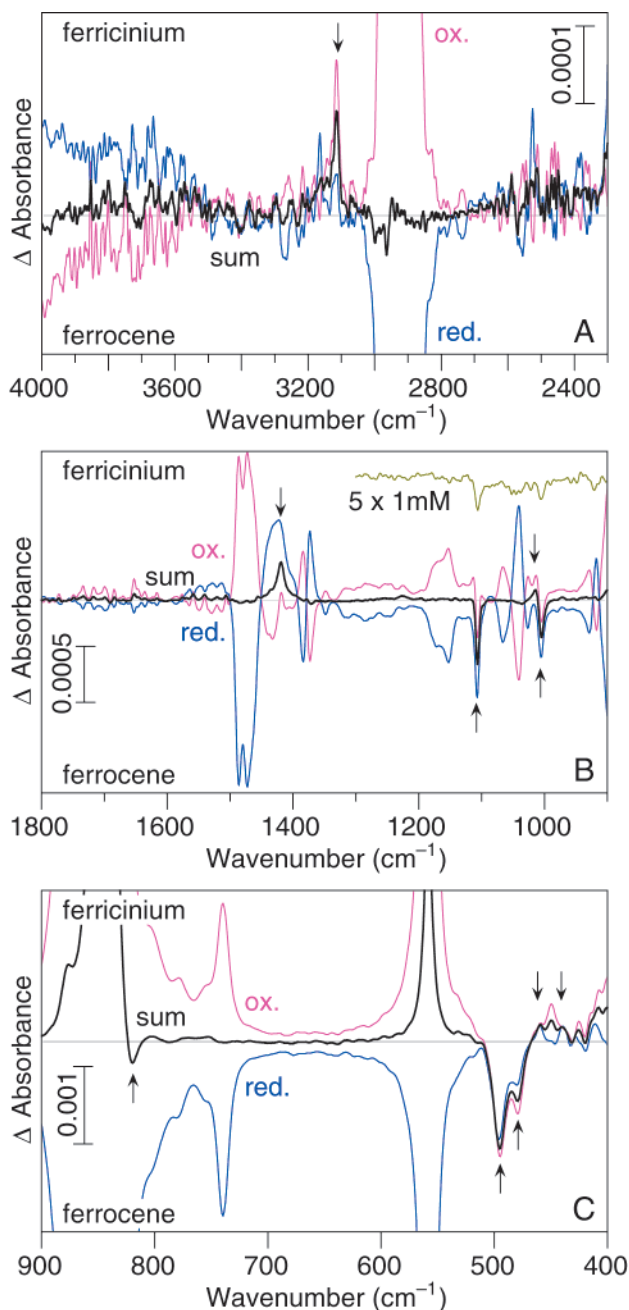 ferricinium
ox.
0.0001
Δ Absorbance
sum
ferrocene
red.
A
4000 3600 3200 2800 2400
Wavenumber (cm⁻¹)
ferricinium
5 x 1mM
ox.
sum
Δ Absorbance
red.
0.0005
ferrocene
B
1800 1600 1400 1200 1000
Wavenumber (cm⁻¹)
ferricinium
ox.
sum
Δ Absorbance
red.
0.001
ferrocene
C
900 800 700 600 500 400
Wavenumber (cm⁻¹)